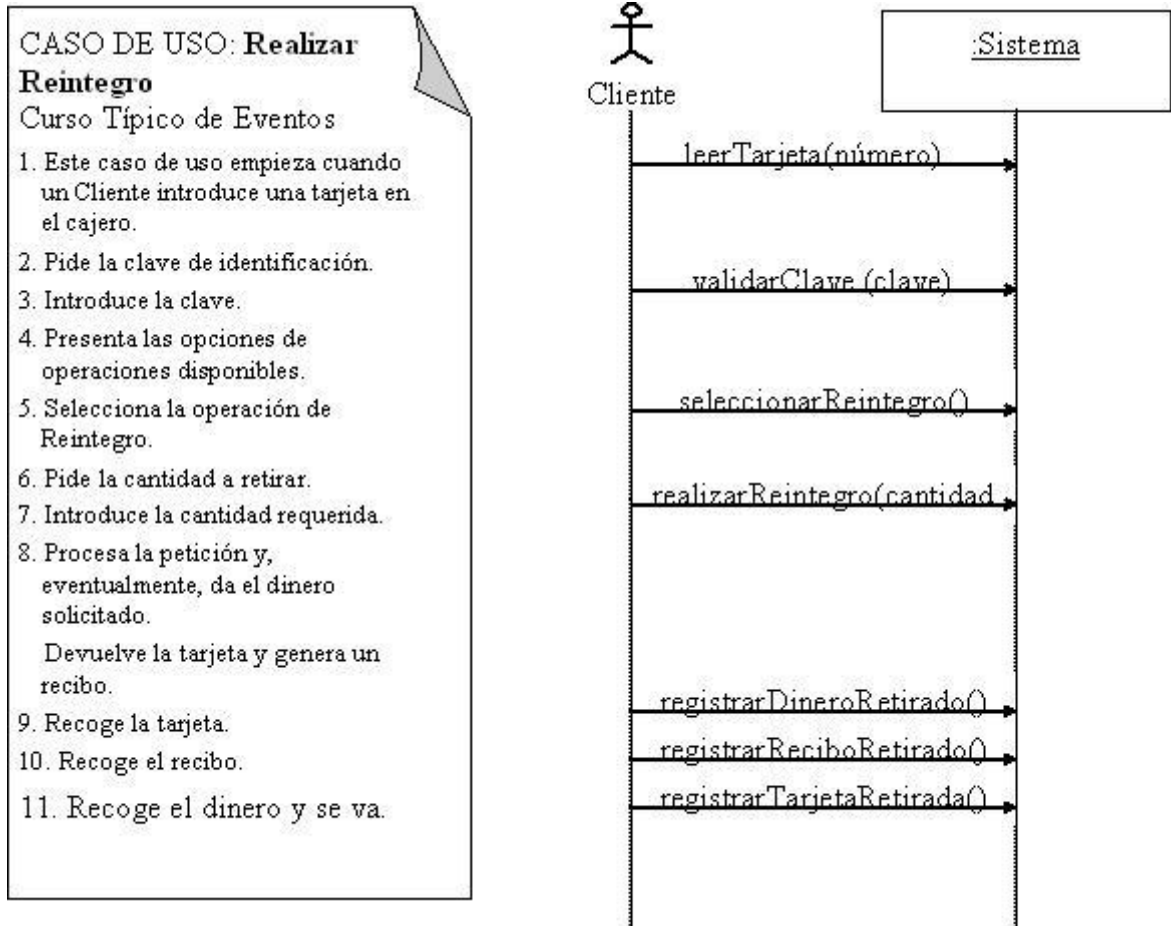 CASO DE USO: Realizar
Reintegro
Curso Típico de Eventos
1. Este caso de uso empieza cuando
un Cliente introduce una tarjeta en
el cajero.
2. Pide la clave de identificación.
3. Introduce la clave.
4. Presenta las opciones de
operaciones disponibles.
5. Selecciona la operación de
Reintegro.
6. Pide la cantidad a retirar.
7. Introduce la cantidad requerida.
8. Procesa la petición y,
eventualmente, da el dinero
solicitado.
Devuelve la tarjeta y genera un
recibo.
9. Recoge la tarjeta.
10. Recoge el recibo.
11. Recoge el dinero y se va.
Cliente
:Sistema
leerTarjeta(número)
validarClave (clave)
seleccionarReintegro()
realizarReintegro(cantidad
registrarDineroRetirado()
registrarReciboRetirado()
registrarTarjetaRetirada()